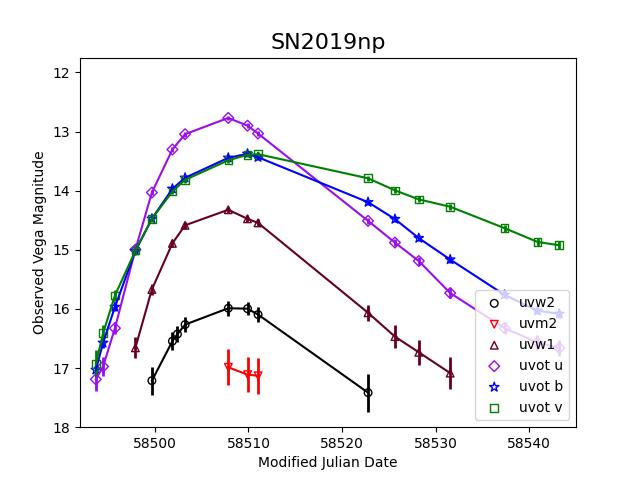 SN2019np
Observed Vega Magnitude
12
13
14
15
16
17
18
uvw2
uvm2
uvw1
uvot u
uvot b
uvot v
58500
58510
58520
58530
58540
Modified Julian Date